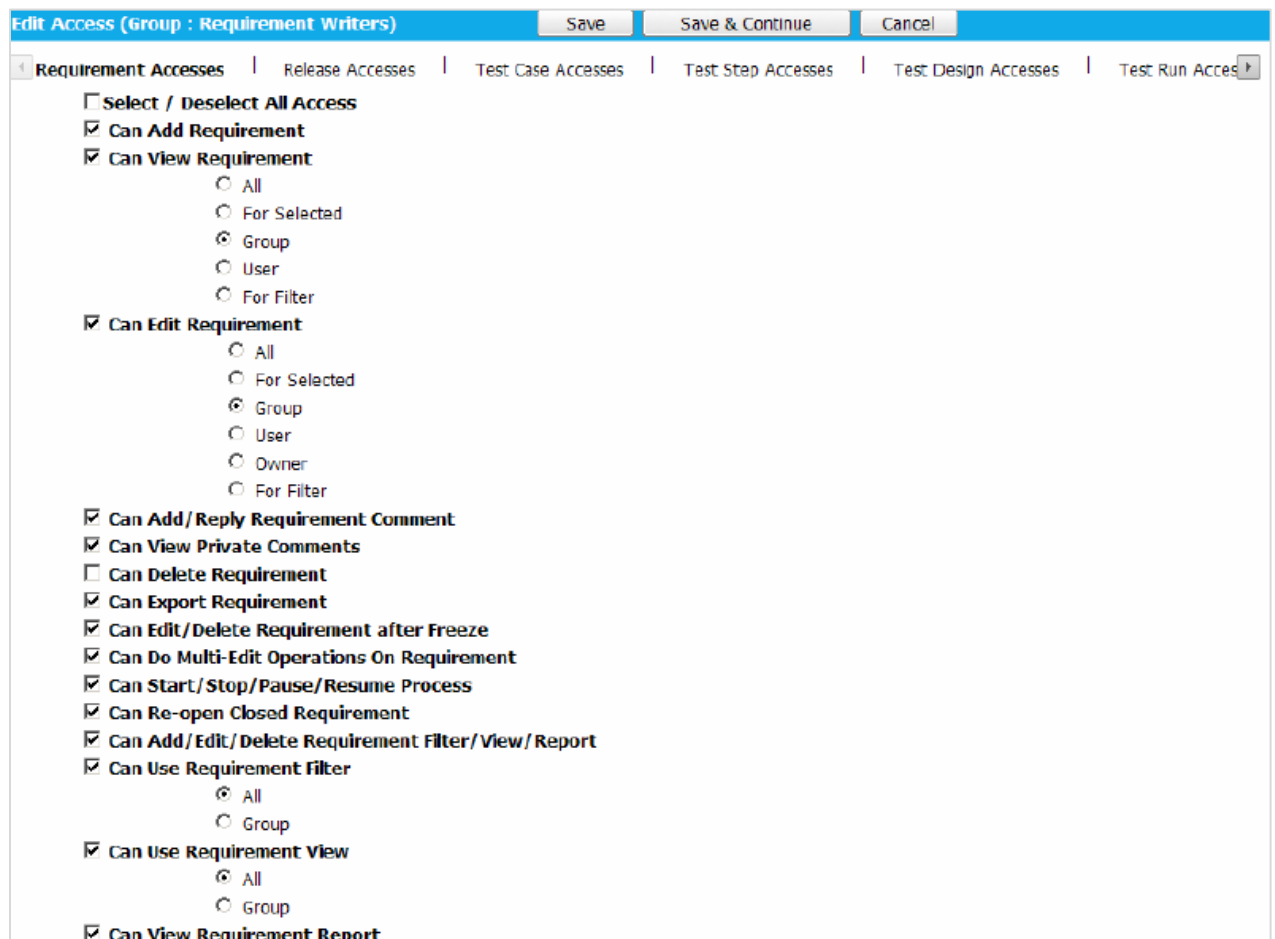 Edit Access (Group : Requirement Writers) Save Save & Continue Cancel
Requirement Accesses | Release Accesses | Test Case Accesses | Test Step Accesses | Test Design Accesses | Test Run Acces
Select / Deselect All Access
Can Add Requirement
Can View Requirement
All
For Selected
Group
User
For Filter
Can Edit Requirement
All
For Selected
Group
User
Owner
For Filter
Can Add/Reply Requirement Comment
Can View Private Comments
Can Delete Requirement
Can Export Requirement
Can Edit/Delete Requirement after Freeze
Can Do Multi-Edit Operations On Requirement
Can Start/Stop/Pause/Resume Process
Can Re-open Closed Requirement
Can Add/Edit/Delete Requirement Filter/View/Report
Can Use Requirement Filter
All
Group
Can Use Requirement View
All
Group
Can View Requirement Report